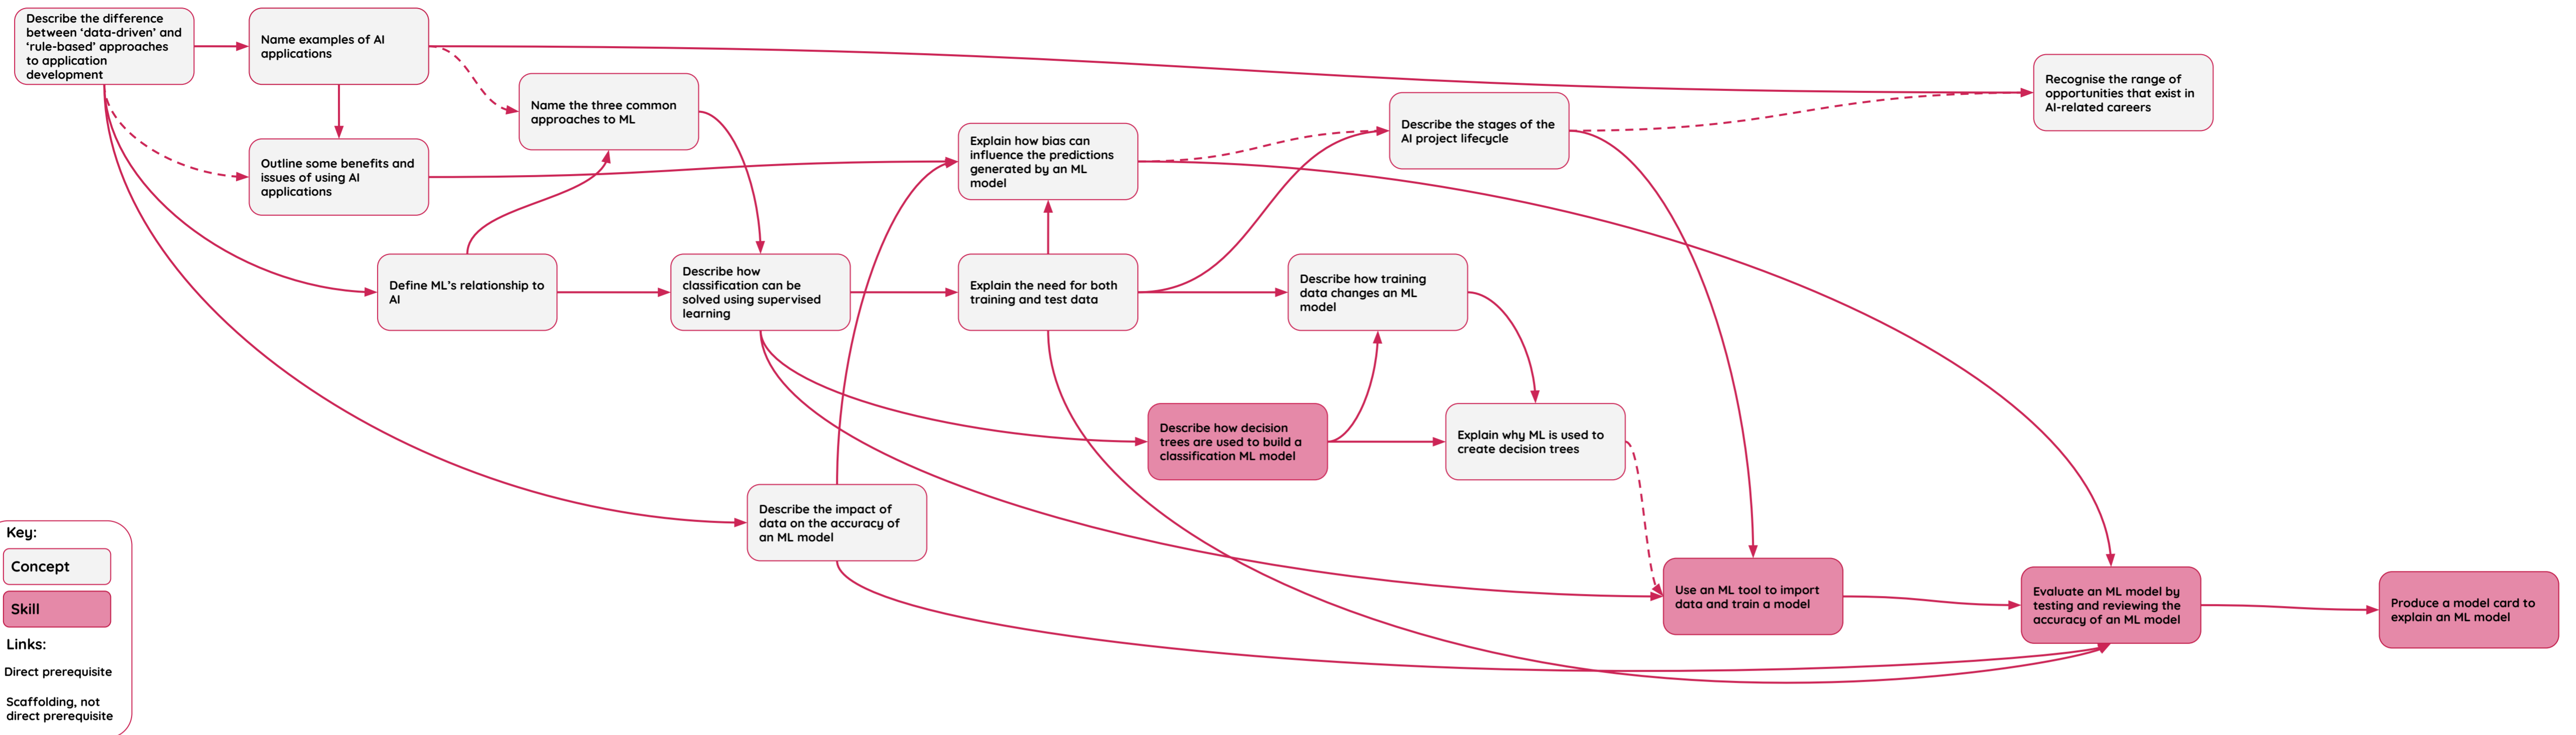 Describe the difference
between ‘data-driven’ and
‘rule-based’ approaches
to application
development
Name examples of AI
applications
Name the three common
approaches to ML
Outline some benefits and
issues of using AI
applications
Explain how bias can
influence the predictions
generated by an ML
model
Describe the stages of the
AI project lifecycle
Recognise the range of
opportunities that exist in
AI-related careers
Define ML’s relationship to
AI
Describe how
classification can be
solved using supervised
learning
Explain the need for both
training and test data
Describe how training
data changes an ML
model
Describe how decision
trees are used to build a
classification ML model
Explain why ML is used to
create decision trees
Describe the impact of
data on the accuracy of
an ML model
Use an ML tool to import
data and train a model
Evaluate an ML model by
testing and reviewing the
accuracy of an ML model
Produce a model card to
explain an ML model
Key:
Concept
Skill
Links:
Direct prerequisite
Scaffolding, not
direct prerequisite